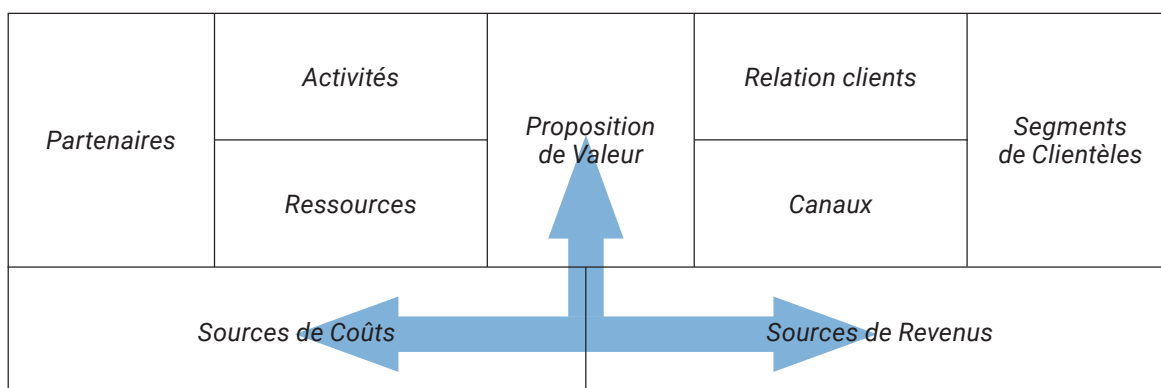 Partenaires
Activités
Ressources
Proposition
de Valeur
Relation clients
Canaux
Segments
de Clientèles
Sources de Coûts
Sources de Revenus